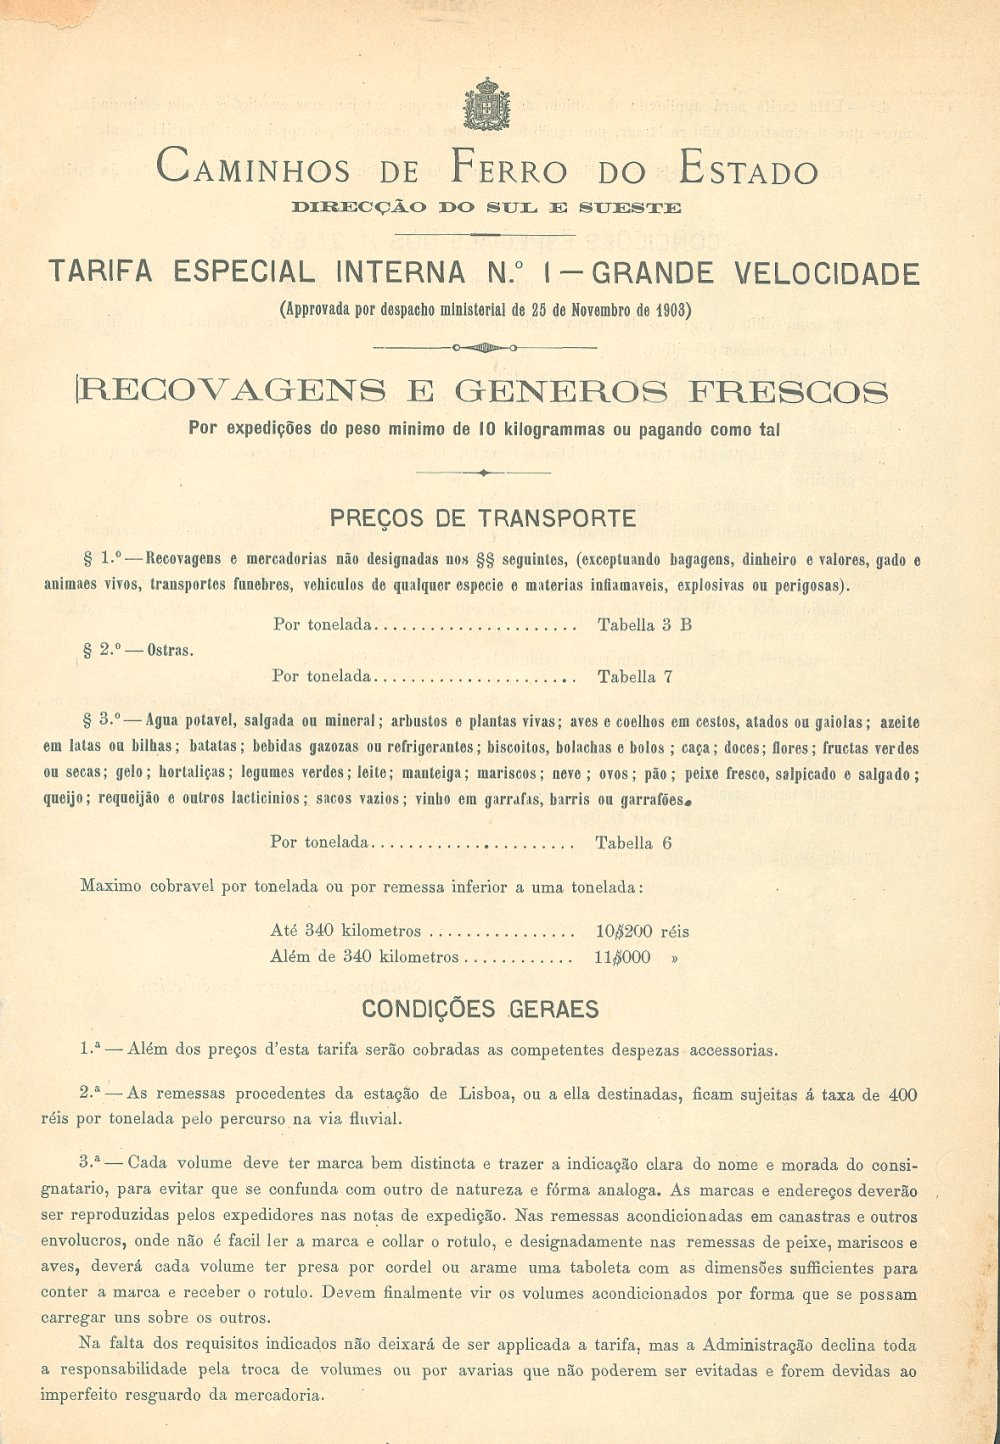 CAMINHOS DE FERRO DO ESTADO
DIRECÇÃO DO SUL E SUESTE
TARIFA ESPECIAL INTERNA N.º 1 — GRANDE VELOCIDADE
(Approvada por despacho ministerial de 25 de Novembro de 1903)
RECOVAGENS E GENEROS FRESCOS
Por expedições do peso minimo de 10 kilogrammas ou pagando como tal
PREÇOS DE TRANSPORTE
§ 1.º — Recovagens e mercadorias não designadas nos §§ seguintes, (exceptuando bagagens, dinheiro e valores, gado e
animaes vivos, transportes funebres, vehiculos de qualquer especie e materias inflamaveis, explosivas ou perigosas).
Por tonelada...................... Tabella 3 B
§ 2.º — Ostras.
Por tonelada...................... Tabella 7
§ 3.º — Agua potavel, salgada ou mineral; arbustos e plantas vivas; aves e coelhos em cestos, atados ou gaiolas; azeite
em latas ou bilhas; batatas; bebidas gazozas ou refrigerantes; biscoitos, bolachas e bolos; caça; doces; flores; fructas verdes
ou secas; gelo; hortaliças; legumes verdes; leite; manteiga; mariscos; neve; ovos; pão; peixe fresco, salpicado e salgado;
queijo; requeijão e outros lacticinios; sacos vazios; vinho em garrafas, barris ou garrafões.
Por tonelada...................... Tabella 6
Maximo cobravel por tonelada ou por remessa inferior a uma tonelada:
Até 340 kilometros ................ 10$200 réis
Além de 340 kilometros ............ 11$000 »
CONDIÇÕES GERAES
1.ª — Além dos preços d'esta tarifa serão cobradas as competentes despezas accessorias.
2.ª — As remessas procedentes da estação de Lisboa, ou a ella destinadas, ficam sujeitas á taxa de 400
réis por tonelada pelo percurso na via fluvial.
3.ª — Cada volume deve ter marca bem distincta e trazer a indicação clara do nome e morada do consi-
gnatario, para evitar que se confunda com outro de natureza e fórma analoga. As marcas e endereços deverão
ser reproduzidas pelos expedidores nas notas de expedição. Nas remessas acondicionadas em canastras e outros
envolucros, onde não é facil ler a marca e collar o rotulo, e designadamente nas remessas de peixe, mariscos e
aves, deverá cada volume ter presa por cordel ou arame uma taboleta com as dimensões sufficientes para
conter a marca e receber o rotulo. Devem finalmente vir os volumes acondicionados por forma que se possam
carregar uns sobre os outros.
Na falta dos requisitos indicados não deixará de ser applicada a tarifa, mas a Administração declina toda
a responsabilidade pela troca de volumes ou por avarias que não poderem ser evitadas e forem devidas ao
imperfeito resguardo da mercadoria.